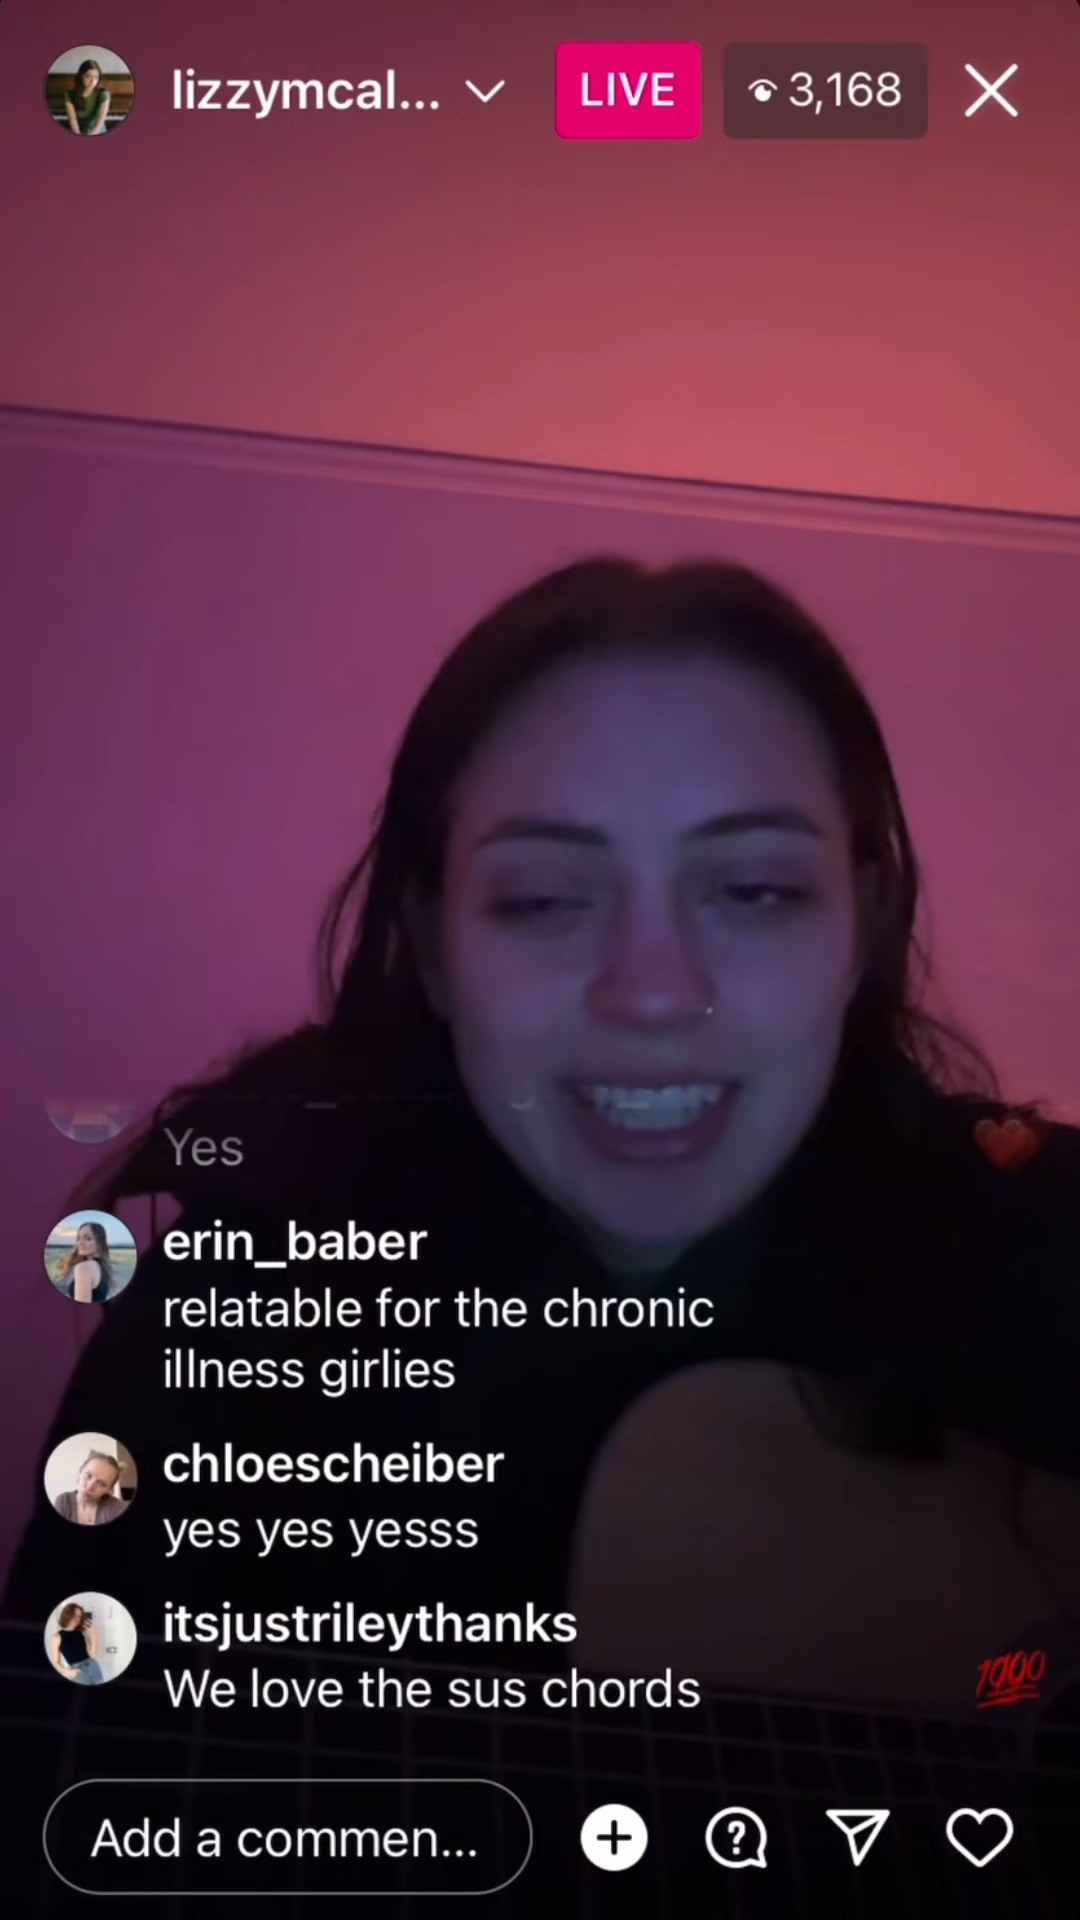 lizzymcal...
LIVE
3,168
Yes
erin_baber
relatable for the chronic
illness girlies
chloescheiber
yes yes yesss
itsjustrileythanks
We love the sus chords
Add a commen...